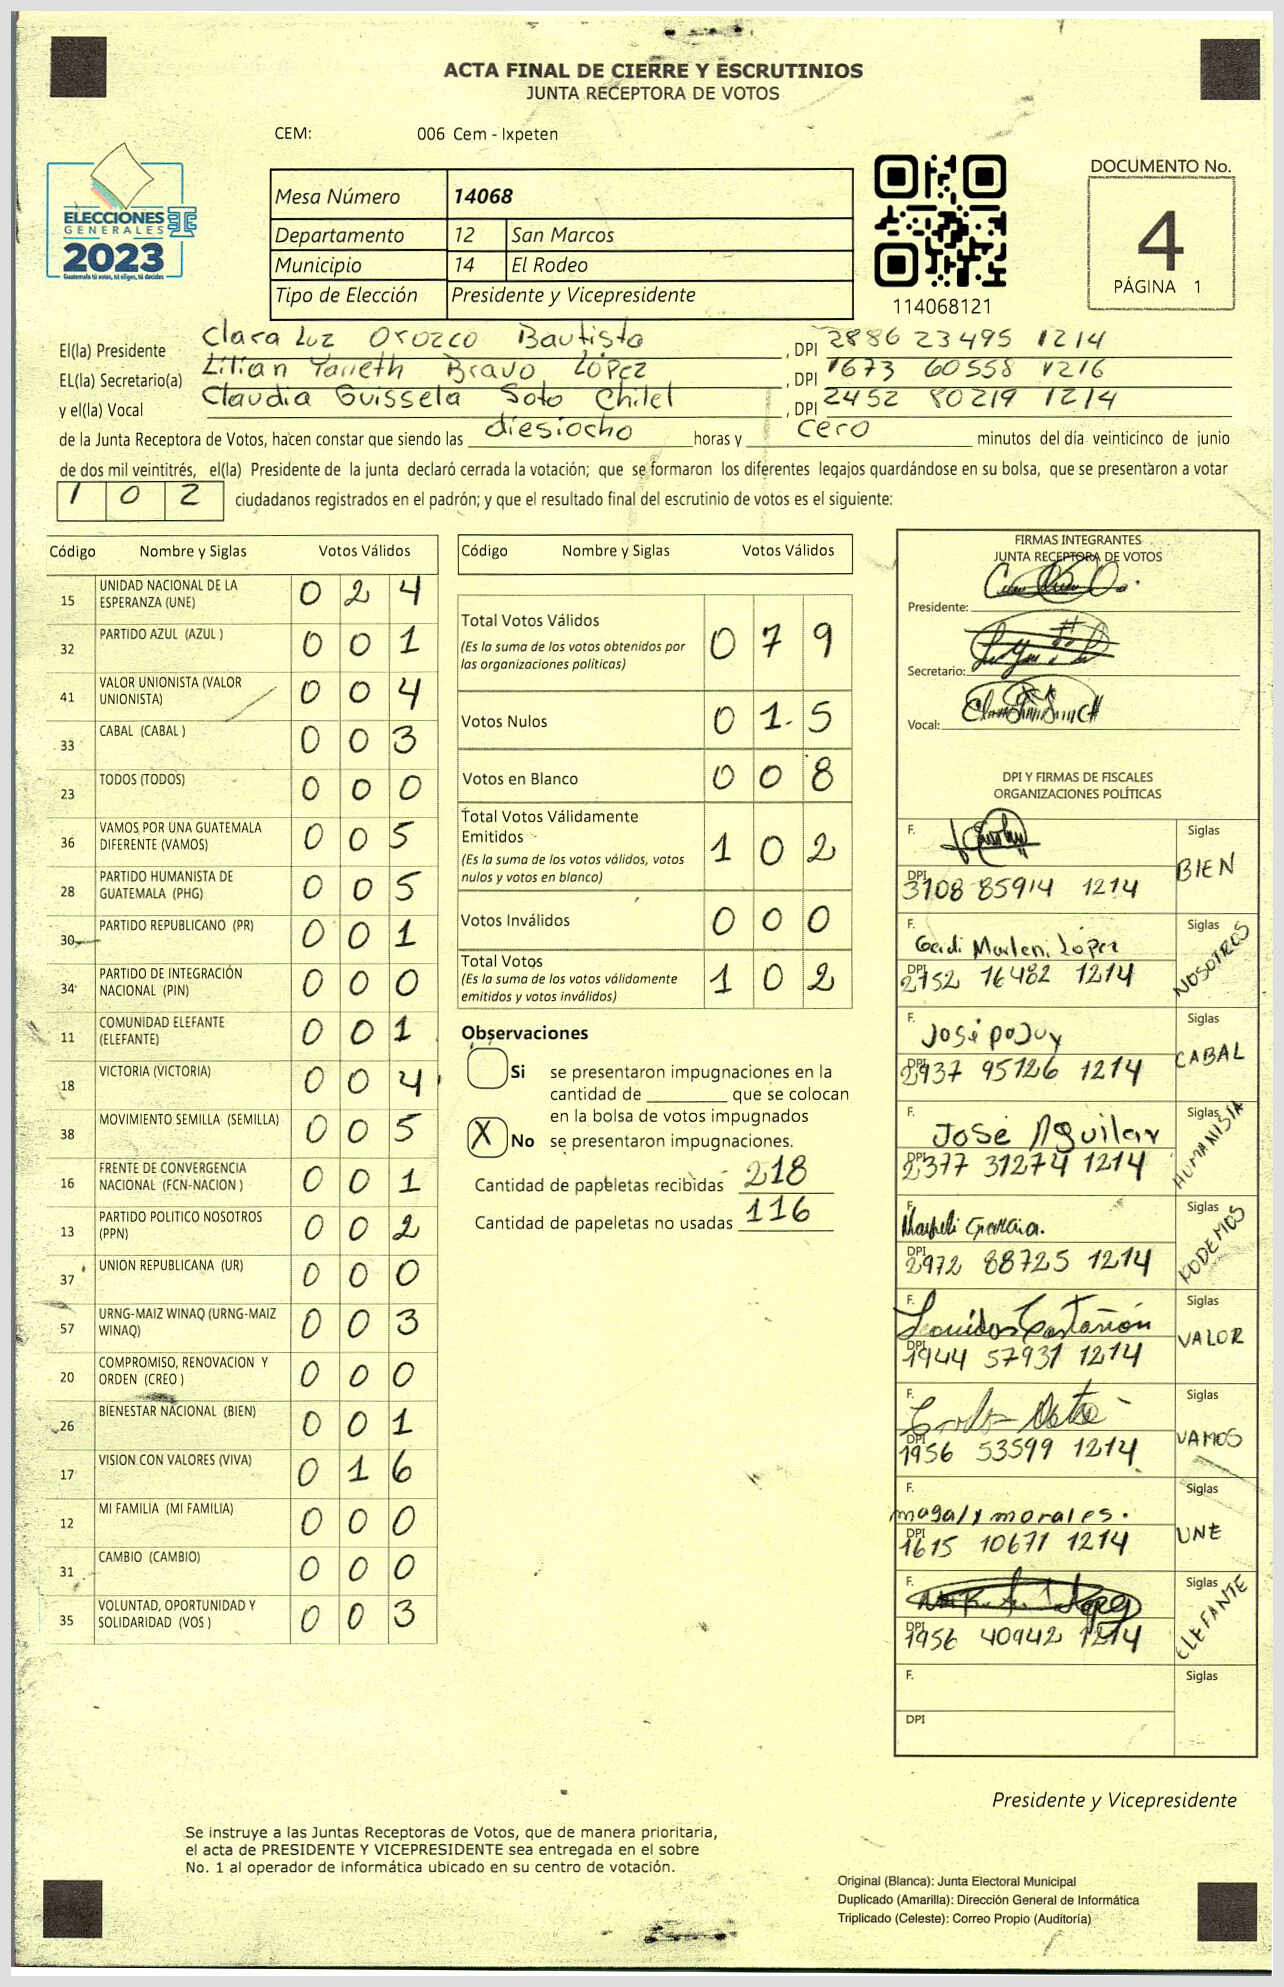 ACTA FINAL DE CIERRE Y ESCRUTINIOS
JUNTA RECEPTORA DE VOTOS
CEM: 006 Cem - Ixpeten
ELECCIONES
GENERALES
2023
Guatemala tú votas, tú eliges, tú decides
Mesa Número 14068
Departamento 12 San Marcos
Municipio 14 El Rodeo
Tipo de Elección Presidente y Vicepresidente
114068121
DOCUMENTO No.
4
PÁGINA 1
El(la) Presidente Clara Luz Orozco Bautista, DPI 2886 23495 1214
EL(la) Secretario(a) Lilian Yanneth Bravo López, DPI 1673 60558 1216
y el(la) Vocal Claudia Guissela Soto Chilel, DPI 2452 80219 1214
de la Junta Receptora de Votos, hacen constar que siendo las diesiocho horas y cero minutos del día veinticinco de junio
de dos mil veintitrés, el(la) Presidente de la junta declaró cerrada la votación; que se formaron los diferentes legajos guardándose en su bolsa, que se presentaron a votar
102 ciudadanos registrados en el padrón; y que el resultado final del escrutinio de votos es el siguiente:
Código Nombre y Siglas Votos Válidos
15 UNIDAD NACIONAL DE LA ESPERANZA (UNE) 0 2 4
32 PARTIDO AZUL (AZUL ) 0 0 1
41 VALOR UNIONISTA (VALOR UNIONISTA) 0 0 4
33 CABAL (CABAL ) 0 0 3
23 TODOS (TODOS) 0 0 0
36 VAMOS POR UNA GUATEMALA DIFERENTE (VAMOS) 0 0 5
28 PARTIDO HUMANISTA DE GUATEMALA (PHG) 0 0 5
30 PARTIDO REPUBLICANO (PR) 0 0 1
34 PARTIDO DE INTEGRACIÓN NACIONAL (PIN) 0 0 0
11 COMUNIDAD ELEFANTE (ELEFANTE) 0 0 1
18 VICTORIA (VICTORIA) 0 0 4
38 MOVIMIENTO SEMILLA (SEMILLA) 0 0 5
16 FRENTE DE CONVERGENCIA NACIONAL (FCN-NACION ) 0 0 1
13 PARTIDO POLITICO NOSOTROS (PPN) 0 0 2
37 UNION REPUBLICANA (UR) 0 0 0
57 URNG-MAIZ WINAQ (URNG-MAIZ WINAQ) 0 0 3
20 COMPROMISO, RENOVACION Y ORDEN (CREO ) 0 0 0
26 BIENESTAR NACIONAL (BIEN) 0 0 1
17 VISION CON VALORES (VIVA) 0 1 6
12 MI FAMILIA (MI FAMILIA) 0 0 0
31 CAMBIO (CAMBIO) 0 0 0
35 VOLUNTAD, OPORTUNIDAD Y SOLIDARIDAD (VOS ) 0 0 3
Código Nombre y Siglas Votos Válidos
Total Votos Válidos 0 7 9
(Es la suma de los votos obtenidos por
las organizaciones políticas)
Votos Nulos 0 1 5
Votos en Blanco 0 0 8
Total Votos Válidamente
Emitidos 1 0 2
(Es la suma de los votos válidos, votos
nulos y votos en blanco)
Votos Inválidos 0 0 0
Total Votos 1 0 2
(Es la suma de los votos válidamente
emitidos y votos inválidos)
Observaciones
Si se presentaron impugnaciones en la
cantidad de ________ que se colocan
en la bolsa de votos impugnados
X No se presentaron impugnaciones.
Cantidad de papeletas recibidas 218
Cantidad de papeletas no usadas 116
FIRMAS INTEGRANTES
JUNTA RECEPTORA DE VOTOS
Presidente:
Secretario:
Vocal:
DPI Y FIRMAS DE FISCALES
ORGANIZACIONES POLÍTICAS
F. Siglas BIEN
DPI 3108 85914 1214
F. Gerdi Marleni López Siglas NOSOTROS
DPI 2752 16482 1214
F. José Siglas CABAL
DPI 2937 95126 1214
F. José Aguilar Siglas HUMANISTA
DPI 2377 31274 1214
F. Siglas PODEMOS
DPI 2972 88725 1214
F. Leonidas Castañón Siglas VALOR
DPI 1944 57931 1214
F. Siglas VAMOS
DPI 1956 53599 1214
F. magaly morales. Siglas UNE
DPI 1615 10671 1214
F. Siglas ELEFANTE
DPI 1956 40942 1214
F. Siglas
DPI
Presidente y Vicepresidente
Se instruye a las Juntas Receptoras de Votos, que de manera prioritaria,
el acta de PRESIDENTE Y VICEPRESIDENTE sea entregada en el sobre
No. 1 al operador de informática ubicado en su centro de votación.
Original (Blanca): Junta Electoral Municipal
Duplicado (Amarilla): Dirección General de Informática
Triplicado (Celeste): Correo Propio (Auditoría)